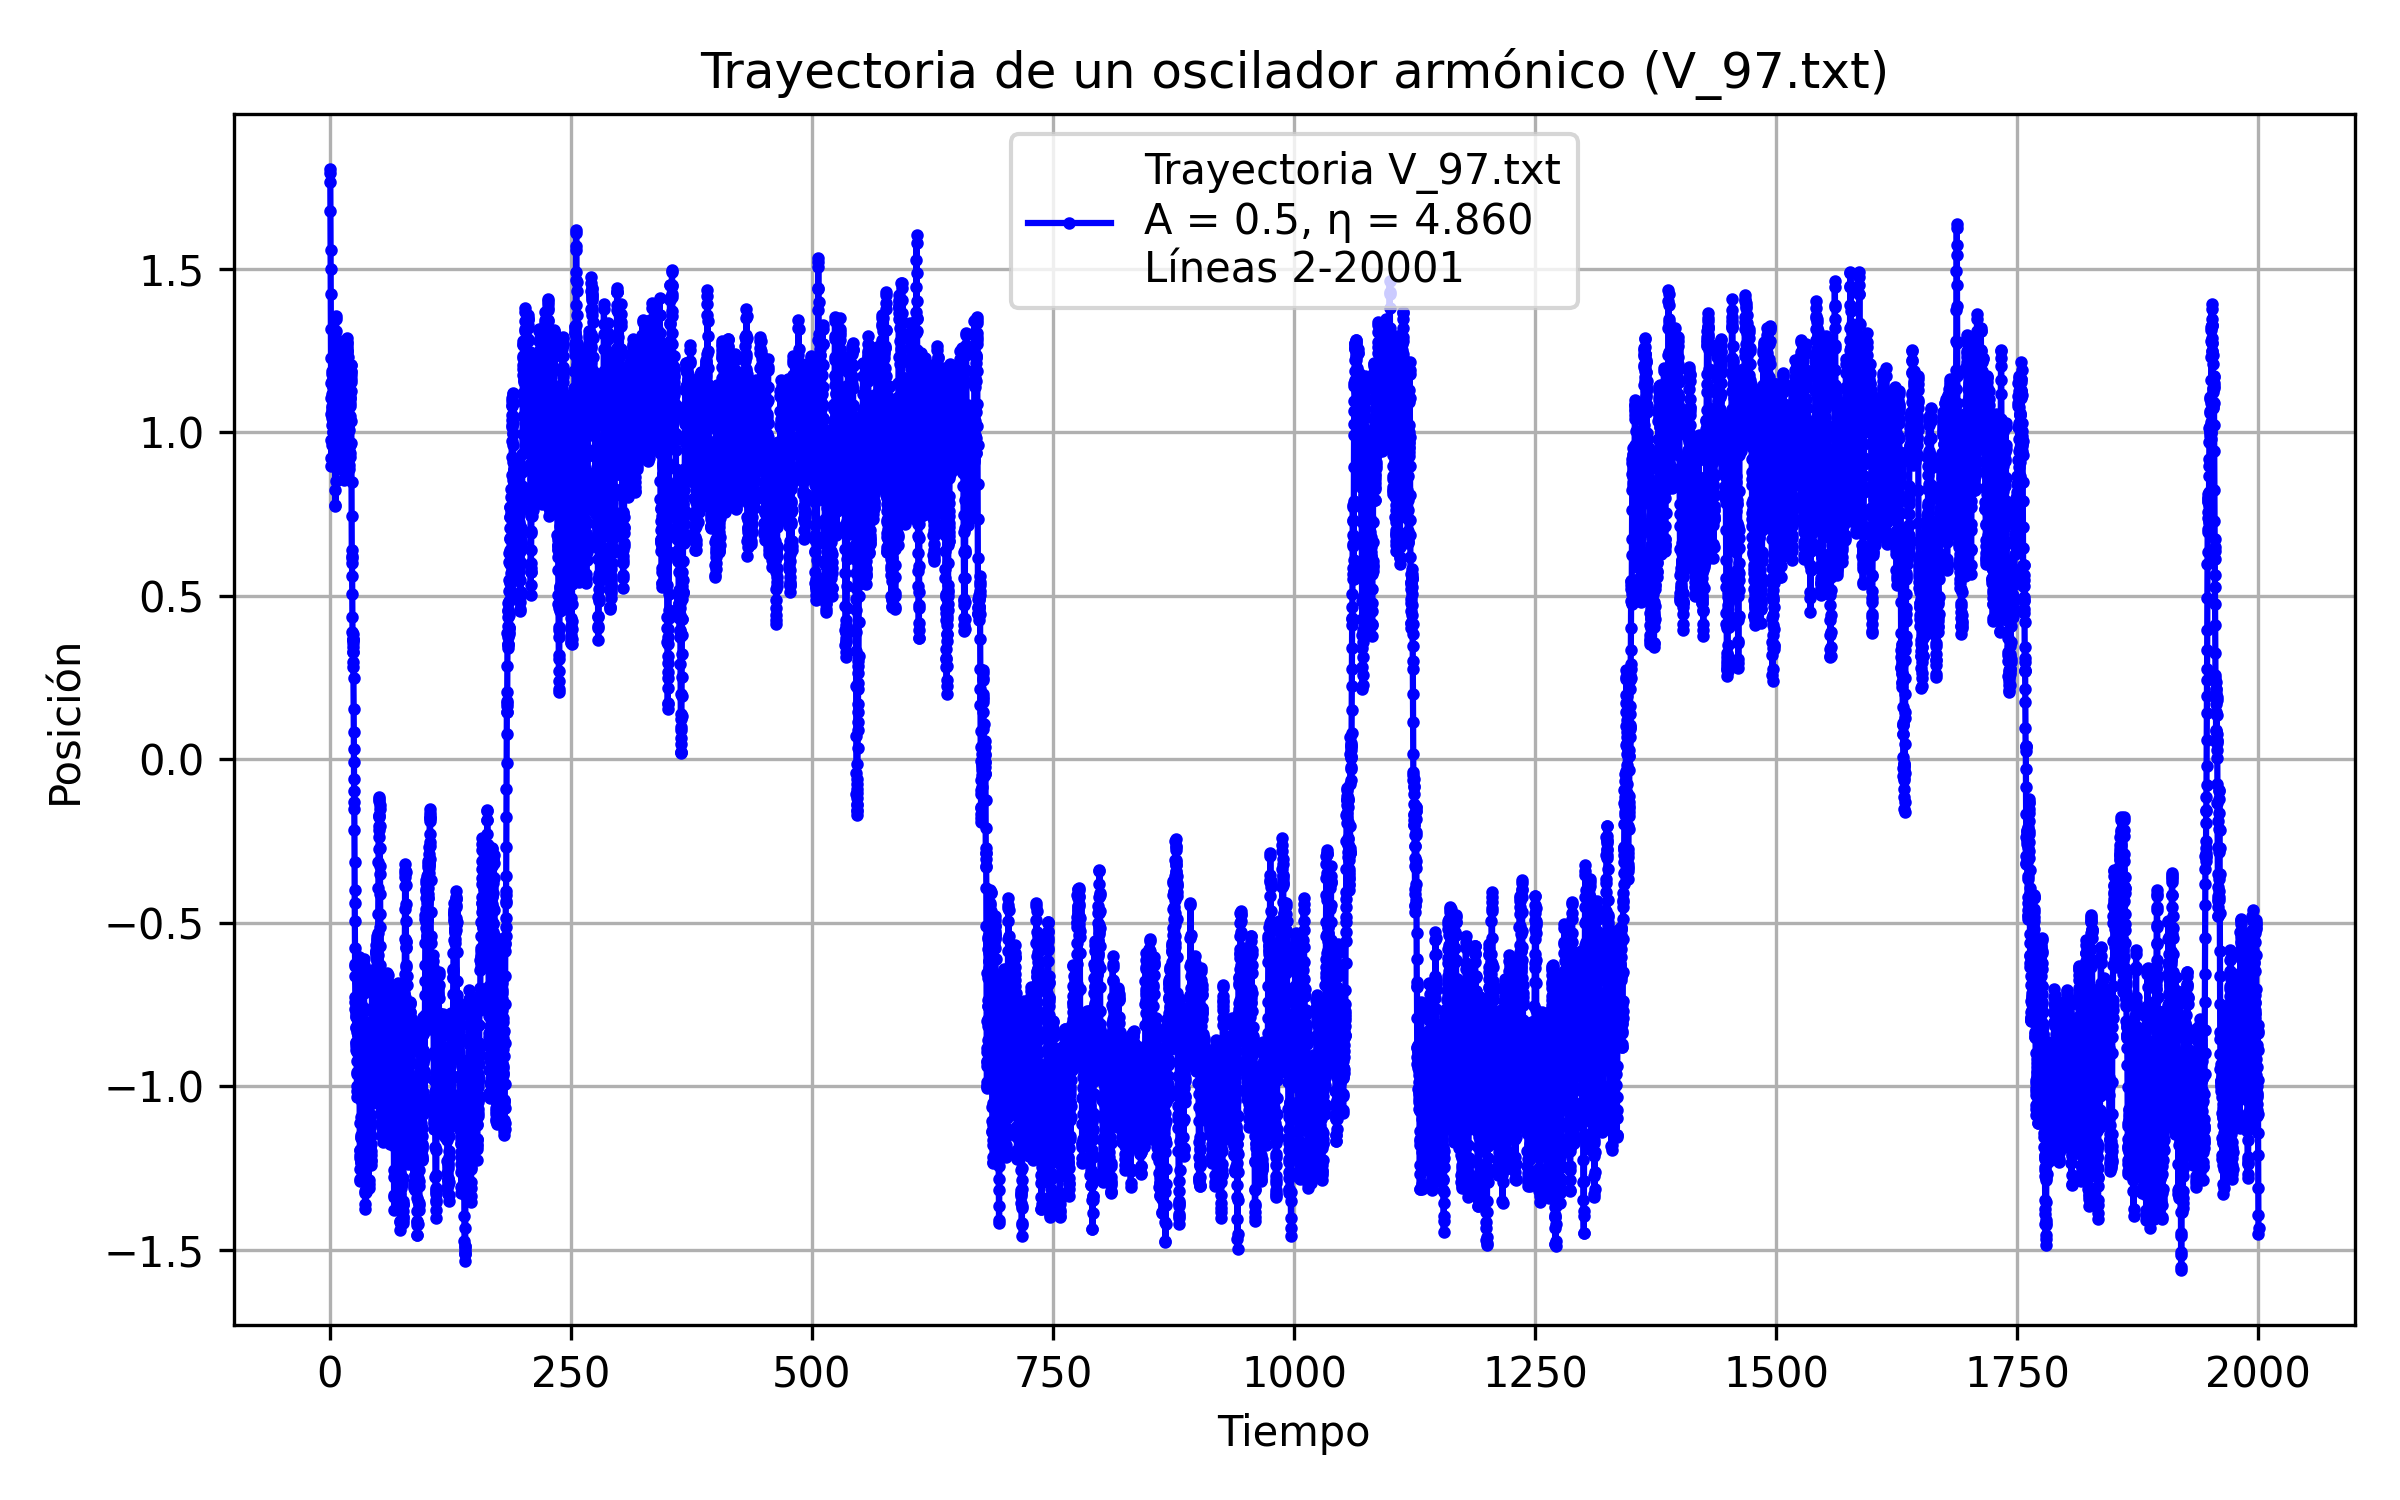 Trayectoria de un oscilador armónico (V_97.txt)
Trayectoria V_97.txt
A = 0.5, η = 4.860
Líneas 2-20001
1.5
1.0
0.5
0.0
−0.5
−1.0
−1.5
Posición
0 250 500 750 1000 1250 1500 1750 2000
Tiempo